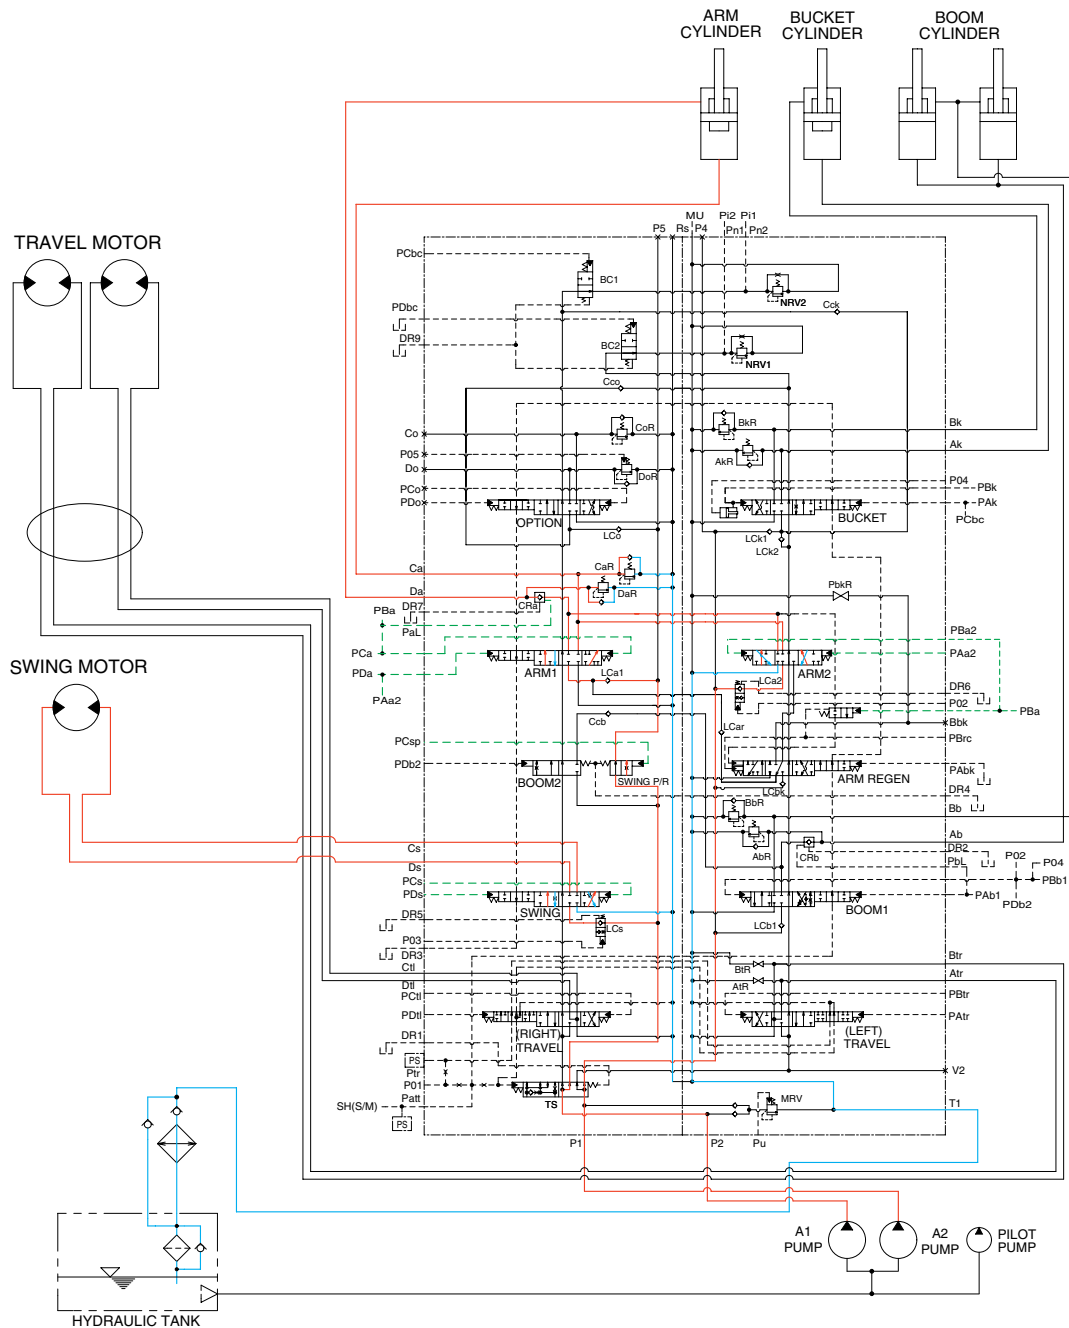 ARM
CYLINDER
BUCKET
CYLINDER
BOOM
CYLINDER
TRAVEL MOTOR
SWING MOTOR
MU
Pi2
Pi1
P5
Rs
P4
Pn1
Pn2
PCbc
BC1
NRV2
Cck
PDbc
DR9
BC2
NRV1
Cco
Co
CoR
BkR
Bk
P05
AkR
Ak
Do
DoR
PCo
PDo
P04
PBk
PAk
PCbc
OPTION
BUCKET
LCo
LCk1
LCk2
Ca
CaR
Da
DaR
CRa
PbkR
DR7
PBa
PaL
PCa
PDa
PAa2
ARM1
LCa1
PBa2
PAa2
ARM2
LCa2
DR6
P02
PBa
Ccb
LCar
Bbk
PBrc
PCsp
PDb2
BOOM2
SWING P/R
ARM REGEN
PAbk
LCbk
DR4
BbR
Bb
AbR
Ab
CRb
DR2
PbL
P02
P04
PBb1
PAb1
PDb2
Cs
Ds
PCs
PDs
SWING
BOOM1
DR5
LCs
LCb1
P03
DR3
Ctl
Dtl
PCtl
PDtl
BtR
Btr
AtR
Atr
PBtr
PAtr
(RIGHT)
TRAVEL
(LEFT)
TRAVEL
DR1
PS
Ptr
P01
Patt
TS
V2
SH(S/M)
PS
MRV
T1
P1
P2
Pu
A1
PUMP
A2
PUMP
PILOT
PUMP
HYDRAULIC TANK